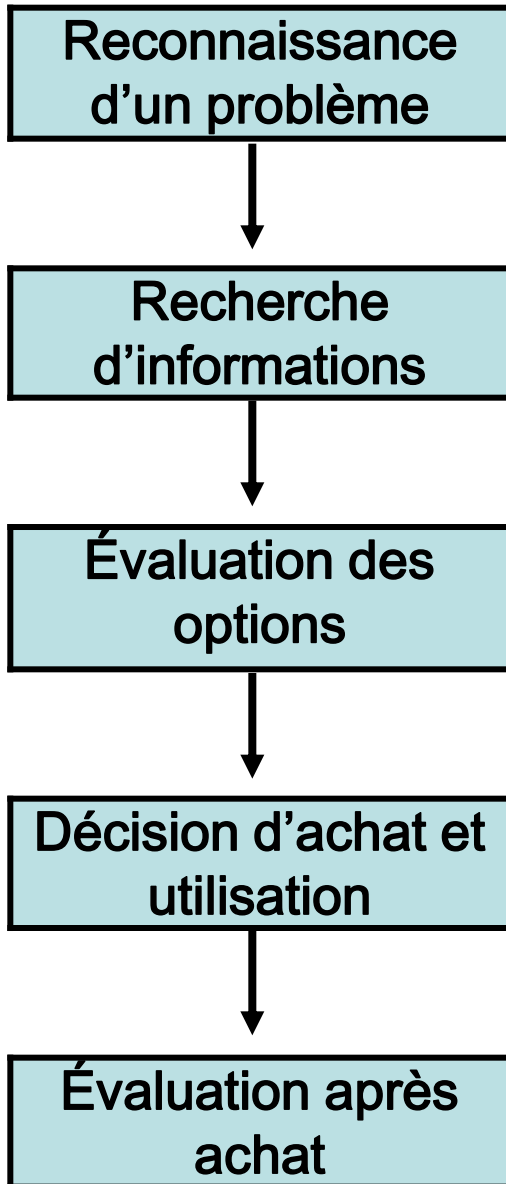 Reconnaissance
d’un problème
Recherche
d’informations
Évaluation des
options
Décision d’achat et
utilisation
Évaluation après
achat